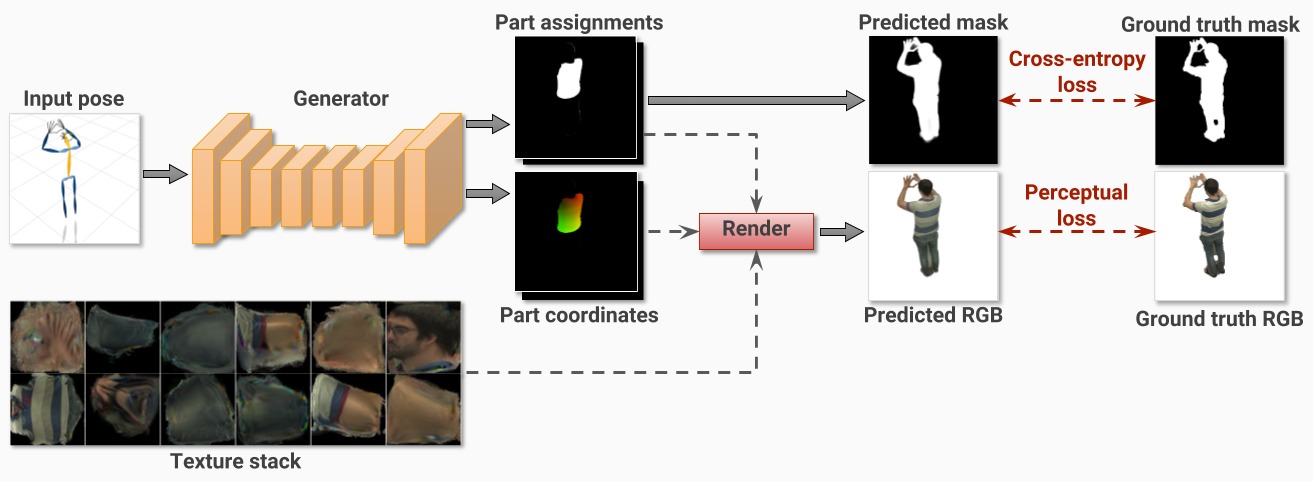 Part assignments
Predicted mask
Ground truth mask
Cross-entropy
loss
Input pose
Generator
Perceptual
loss
Render
Part coordinates
Predicted RGB
Ground truth RGB
Texture stack